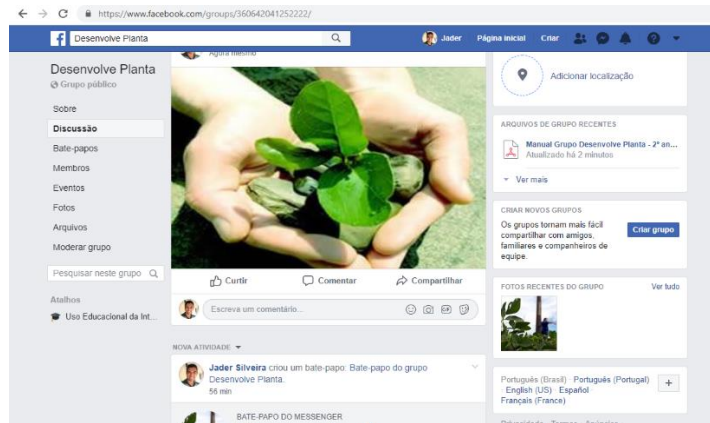 https://www.facebook.com/groups/360642041252222/
Desenvolve Planta
Jader
Página inicial
Criar
Desenvolve Planta
Grupo público
Sobre
Discussão
Bate-papos
Membros
Eventos
Fotos
Arquivos
Moderar grupo
Pesquisar neste grupo
Atalhos
Uso Educacional da Int...
Agora mesmo
Curtir
Comentar
Compartilhar
Escreva um comentário...
GIF
NOVA ATIVIDADE
Jader Silveira criou um bate-papo: Bate-papo do grupo
Desenvolve Planta.
56 min
BATE-PAPO DO MESSENGER
Adicionar localização
ARQUIVOS DE GRUPO RECENTES
Manual Grupo Desenvolve Planta - 2º an...
Atualizado há 2 minutos
Ver mais
CRIAR NOVOS GRUPOS
Os grupos tornam mais fácil
compartilhar com amigos,
familiares e companheiros de
equipe.
Criar grupo
FOTOS RECENTES DO GRUPO
Ver tudo
Português (Brasil) · Português (Portugal)
· English (US) · Español
Français (France)
Privacidade · Termos · Anúncios